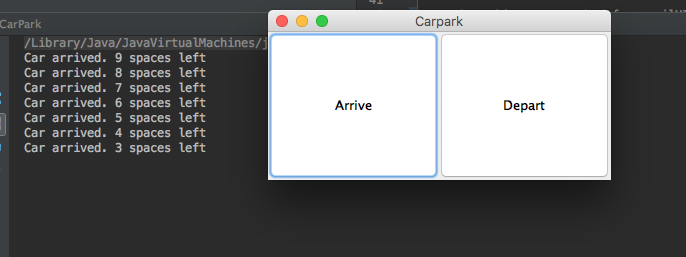 41
CarPark
Carpark
/Library/Java/JavaVirtualMachines/
Car arrived. 9 spaces left
Car arrived. 8 spaces left
Car arrived. 7 spaces left
Car arrived. 6 spaces left
Car arrived. 5 spaces left
Car arrived. 4 spaces left
Car arrived. 3 spaces left
Arrive
Depart